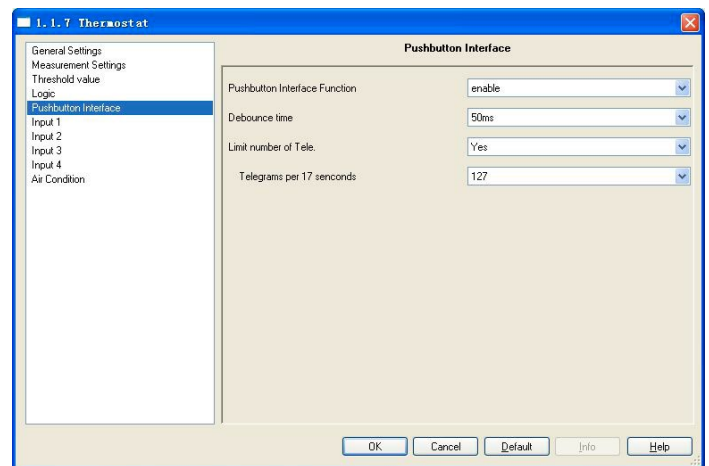 1.1.7 Thermostat
General Settings
Measurement Settings
Threshold value
Logic
Pushbutton Interface
Input 1
Input 2
Input 3
Input 4
Air Condition
Pushbutton Interface
Pushbutton Interface Function
enable
Debounce time
50ms
Limit number of Tele.
Yes
Telegrams per 17 senconds
127
OK
Cancel
Default
Info
Help